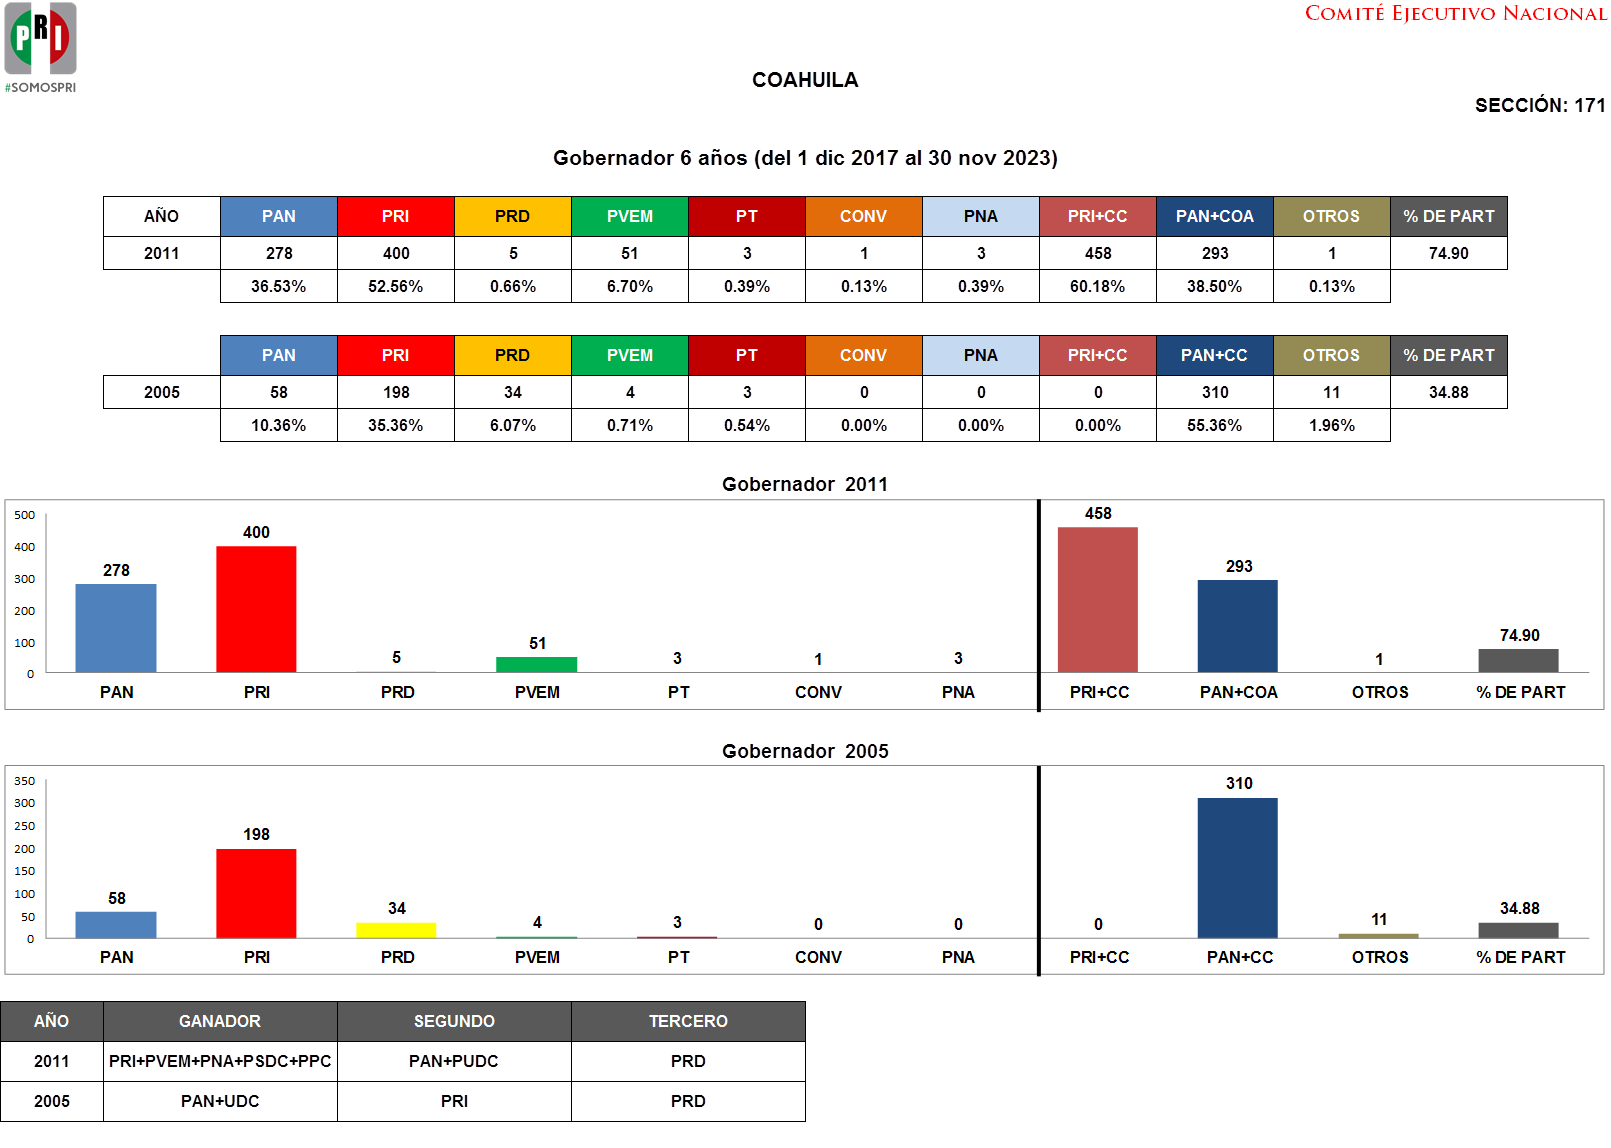 PRI
#SOMOSPRI
COMITÉ EJECUTIVO NACIONAL
COAHUILA
SECCIÓN: 171
Gobernador 6 años (del 1 dic 2017 al 30 nov 2023)
AÑO PAN PRI PRD PVEM PT CONV PNA PRI+CC PAN+COA OTROS % DE PART
2011 278 400 5 51 3 1 3 458 293 1 74.90
36.53% 52.56% 0.66% 6.70% 0.39% 0.13% 0.39% 60.18% 38.50% 0.13%
PAN PRI PRD PVEM PT CONV PNA PRI+CC PAN+CC OTROS % DE PART
2005 58 198 34 4 3 0 0 0 310 11 34.88
10.36% 35.36% 6.07% 0.71% 0.54% 0.00% 0.00% 0.00% 55.36% 1.96%
Gobernador 2011
500
400
300
200
100
0
278 400 5 51 3 1 3 458 293 1 74.90
PAN PRI PRD PVEM PT CONV PNA PRI+CC PAN+COA OTROS % DE PART
Gobernador 2005
350
300
250
200
150
100
50
0
58 198 34 4 3 0 0 0 310 11 34.88
PAN PRI PRD PVEM PT CONV PNA PRI+CC PAN+CC OTROS % DE PART
AÑO GANADOR SEGUNDO TERCERO
2011 PRI+PVEM+PNA+PSDC+PPC PAN+PUDC PRD
2005 PAN+UDC PRI PRD